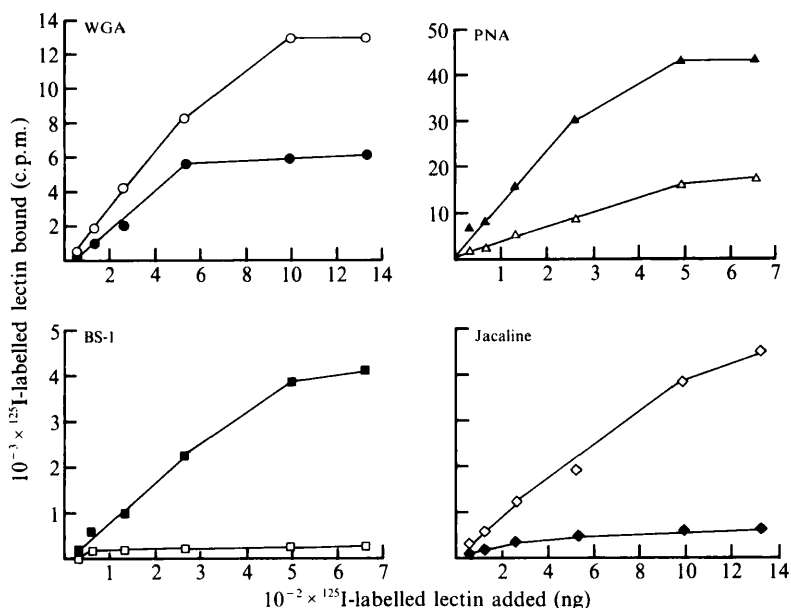 WGA
14
12
10
8
6
4
2
0 2 4 6 8 10 12 14
PNA
50
40
30
20
10
0 1 2 3 4 5 6 7
BS-I
5
4
3
2
1
0 1 2 3 4 5 6 7
Jacaline
0 2 4 6 8 10 12 14
10⁻³ × ¹²⁵I-labelled lectin bound (c.p.m.)
10⁻² × ¹²⁵I-labelled lectin added (ng)